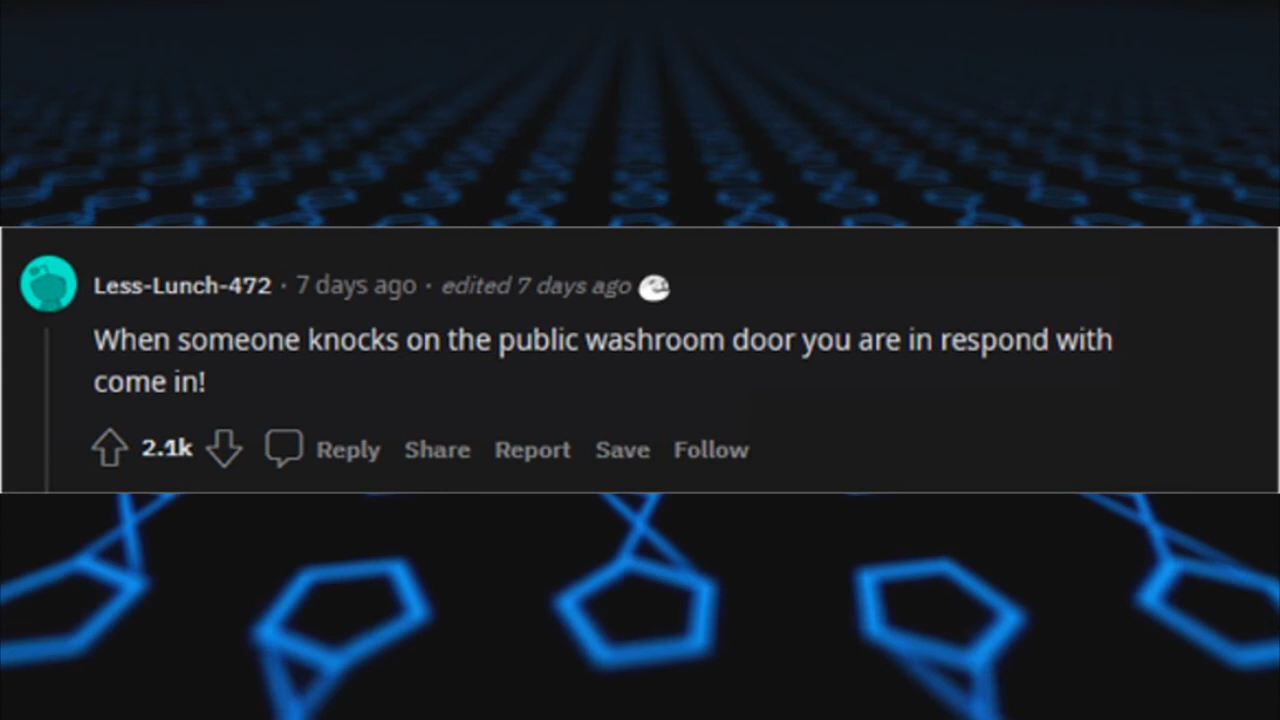 Less-Lunch-472 · 7 days ago · edited 7 days ago
When someone knocks on the public washroom door you are in respond with
come in!
2.1k Reply Share Report Save Follow